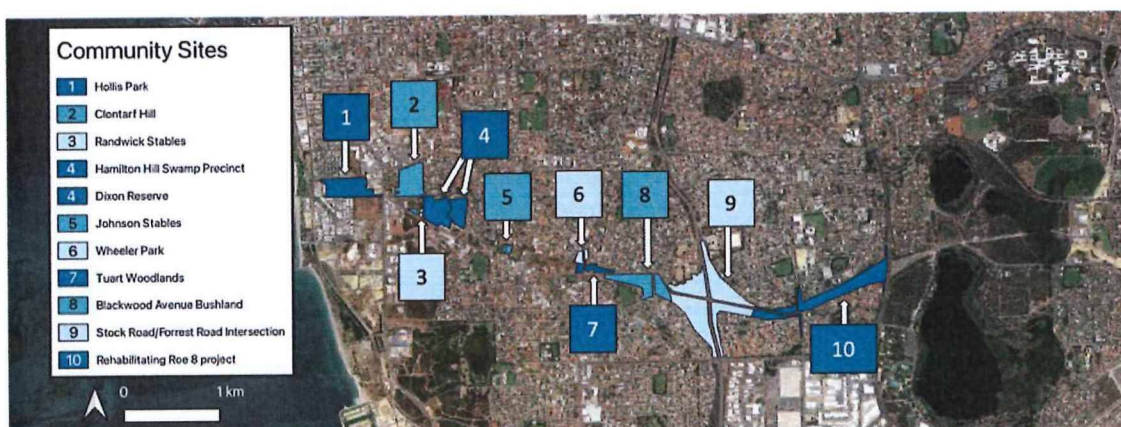 Community Sites
1 Hollis Park
2 Clontarf Hill
3 Randwick Stables
4 Hamilton Hill Swamp Precinct
4 Dixon Reserve
5 Johnson Stables
6 Wheeler Park
7 Tuart Woodlands
8 Blackwood Avenue Bushland
9 Stock Road/Forrest Road Intersection
10 Rehabilitating Roe 8 project
0 1 km
1
2
4
5
6
8
9
3
7
10